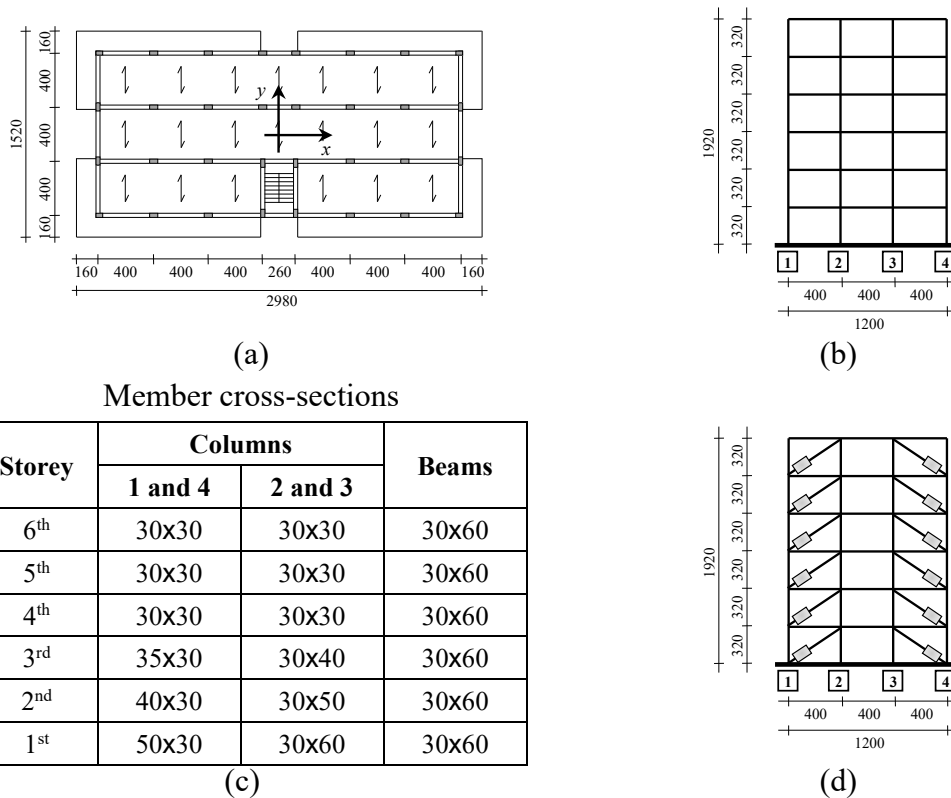 160
400
400
400
160
1520
y
x
160 400 400 400 260 400 400 400 160
2980
(a)
320
320
320
320
320
320
1920
1 2 3 4
400 400 400
1200
(b)
Member cross-sections
Storey Columns Beams
1 and 4 2 and 3
6th 30x30 30x30 30x60
5th 30x30 30x30 30x60
4th 30x30 30x30 30x60
3rd 35x30 30x40 30x60
2nd 40x30 30x50 30x60
1st 50x30 30x60 30x60
(c)
320
320
320
320
320
320
1920
1 2 3 4
400 400 400
1200
(d)